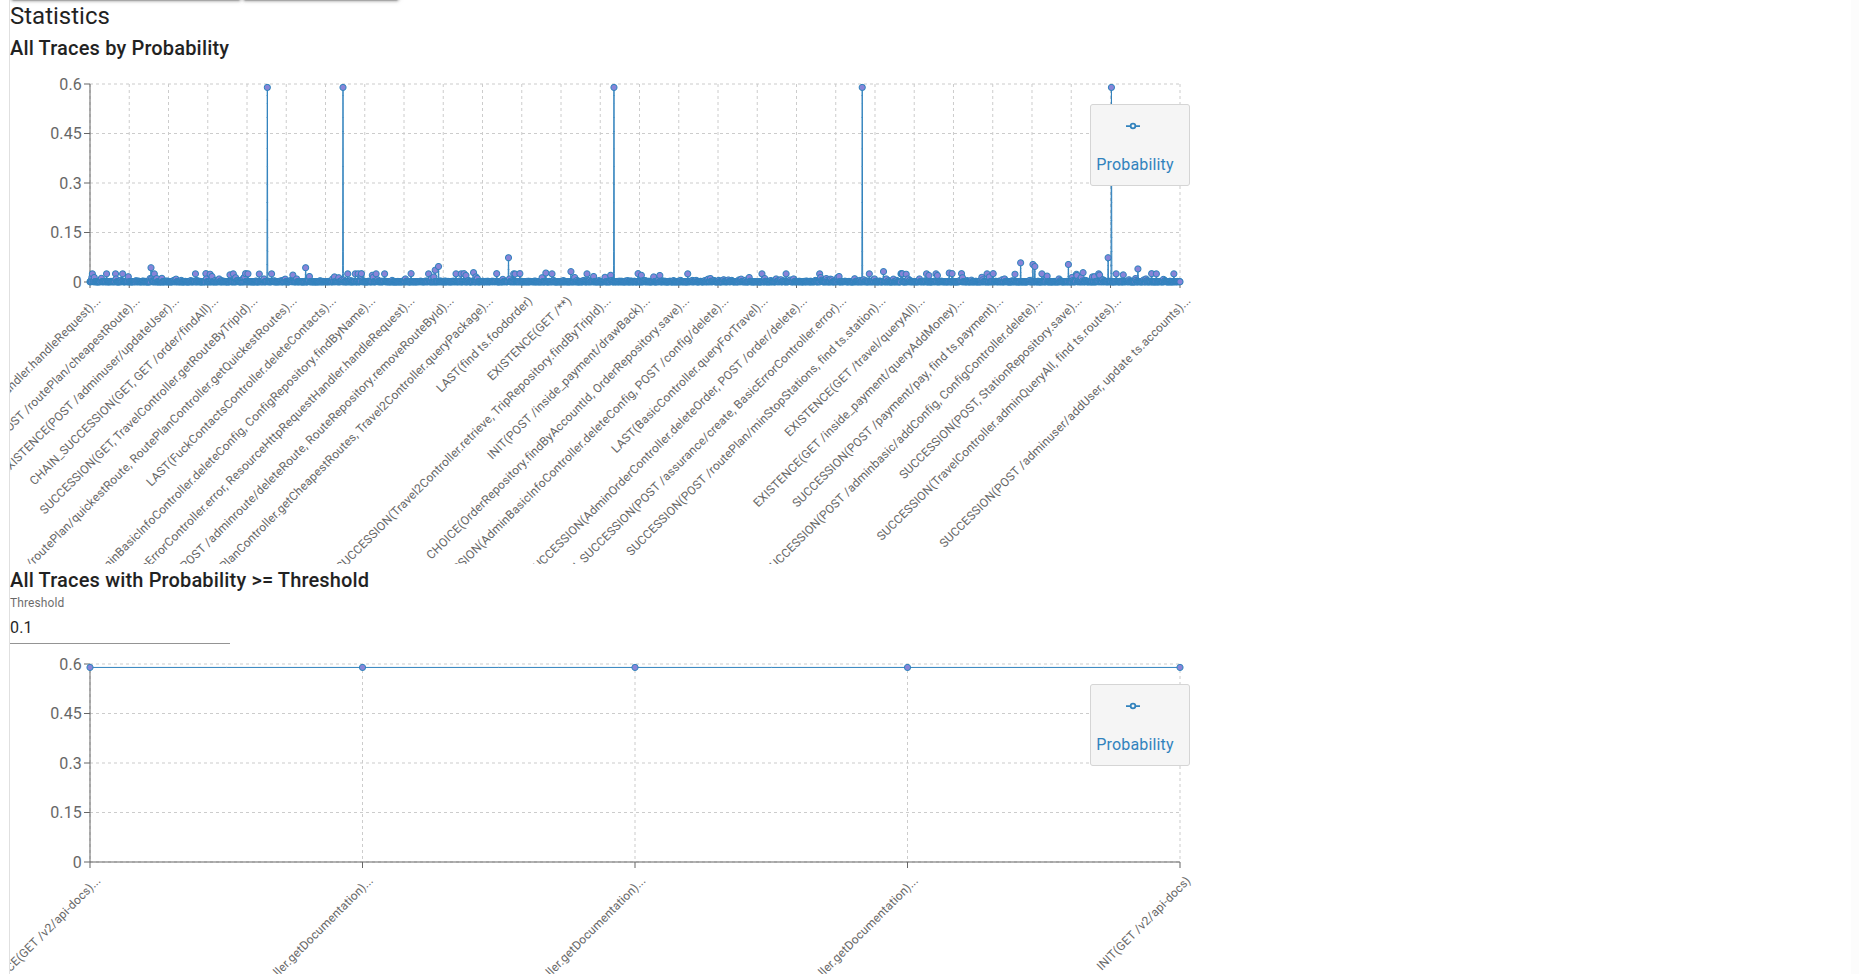 Statistics
All Traces by Probability
0.6
0.45
0.3
0.15
0
Probability
ndler.handleRequest)...
OST /routePlan/cheapestRoute)...
XISTENCE(POST /adminuser/updateUser)...
CHAIN_SUCCESSION(GET, GET /order/findAll)...
SUCCESSION(GET, TravelController.getRouteByTripId)...
/routePlan/quickestRoute, RoutePlanController.getQuickestRoutes)...
LAST(FuckContactsController.deleteContacts)...
minBasicInfoController.deleteConfig, ConfigRepository.findByName)...
ErrorController.error, ResourceHttpRequestHandler.handleRequest)...
POST /adminroute/deleteRoute, RouteRepository.removeRouteById)...
PlanController.getCheapestRoutes, Travel2Controller.queryPackage)...
LAST(find ts.foodorder)
EXISTENCE(GET /**)
SUCCESSION(Travel2Controller.retrieve, TripRepository.findByTripId)...
INIT(POST /inside_payment/drawBack)...
CHOICE(OrderRepository.findByAccountId, OrderRepository.save)...
SION(AdminBasicInfoController.deleteConfig, POST /config/delete)...
LAST(BasicController.queryForTravel)...
UCCESSION(AdminOrderController.deleteOrder, POST /order/delete)...
SUCCESSION(POST /assurance/create, BasicErrorController.error)...
SUCCESSION(POST /routePlan/minStopStations, find ts.station)...
EXISTENCE(GET /travel/queryAll)...
EXISTENCE(GET /inside_payment/queryAddMoney)...
SUCCESSION(POST /payment/pay, find ts.payment)...
UCCESSION(POST /adminbasic/addConfig, ConfigController.delete)...
SUCCESSION(POST, StationRepository.save)...
SUCCESSION(TravelController.adminQueryAll, find ts.routes)...
SUCCESSION(POST /adminuser/addUser, update ts.accounts)...
All Traces with Probability >= Threshold
Threshold
0.1
0.6
0.45
0.3
0.15
0
Probability
CE(GET /v2/api-docs)...
ller.getDocumentation)...
ller.getDocumentation)...
ller.getDocumentation)...
INIT(GET /v2/api-docs)